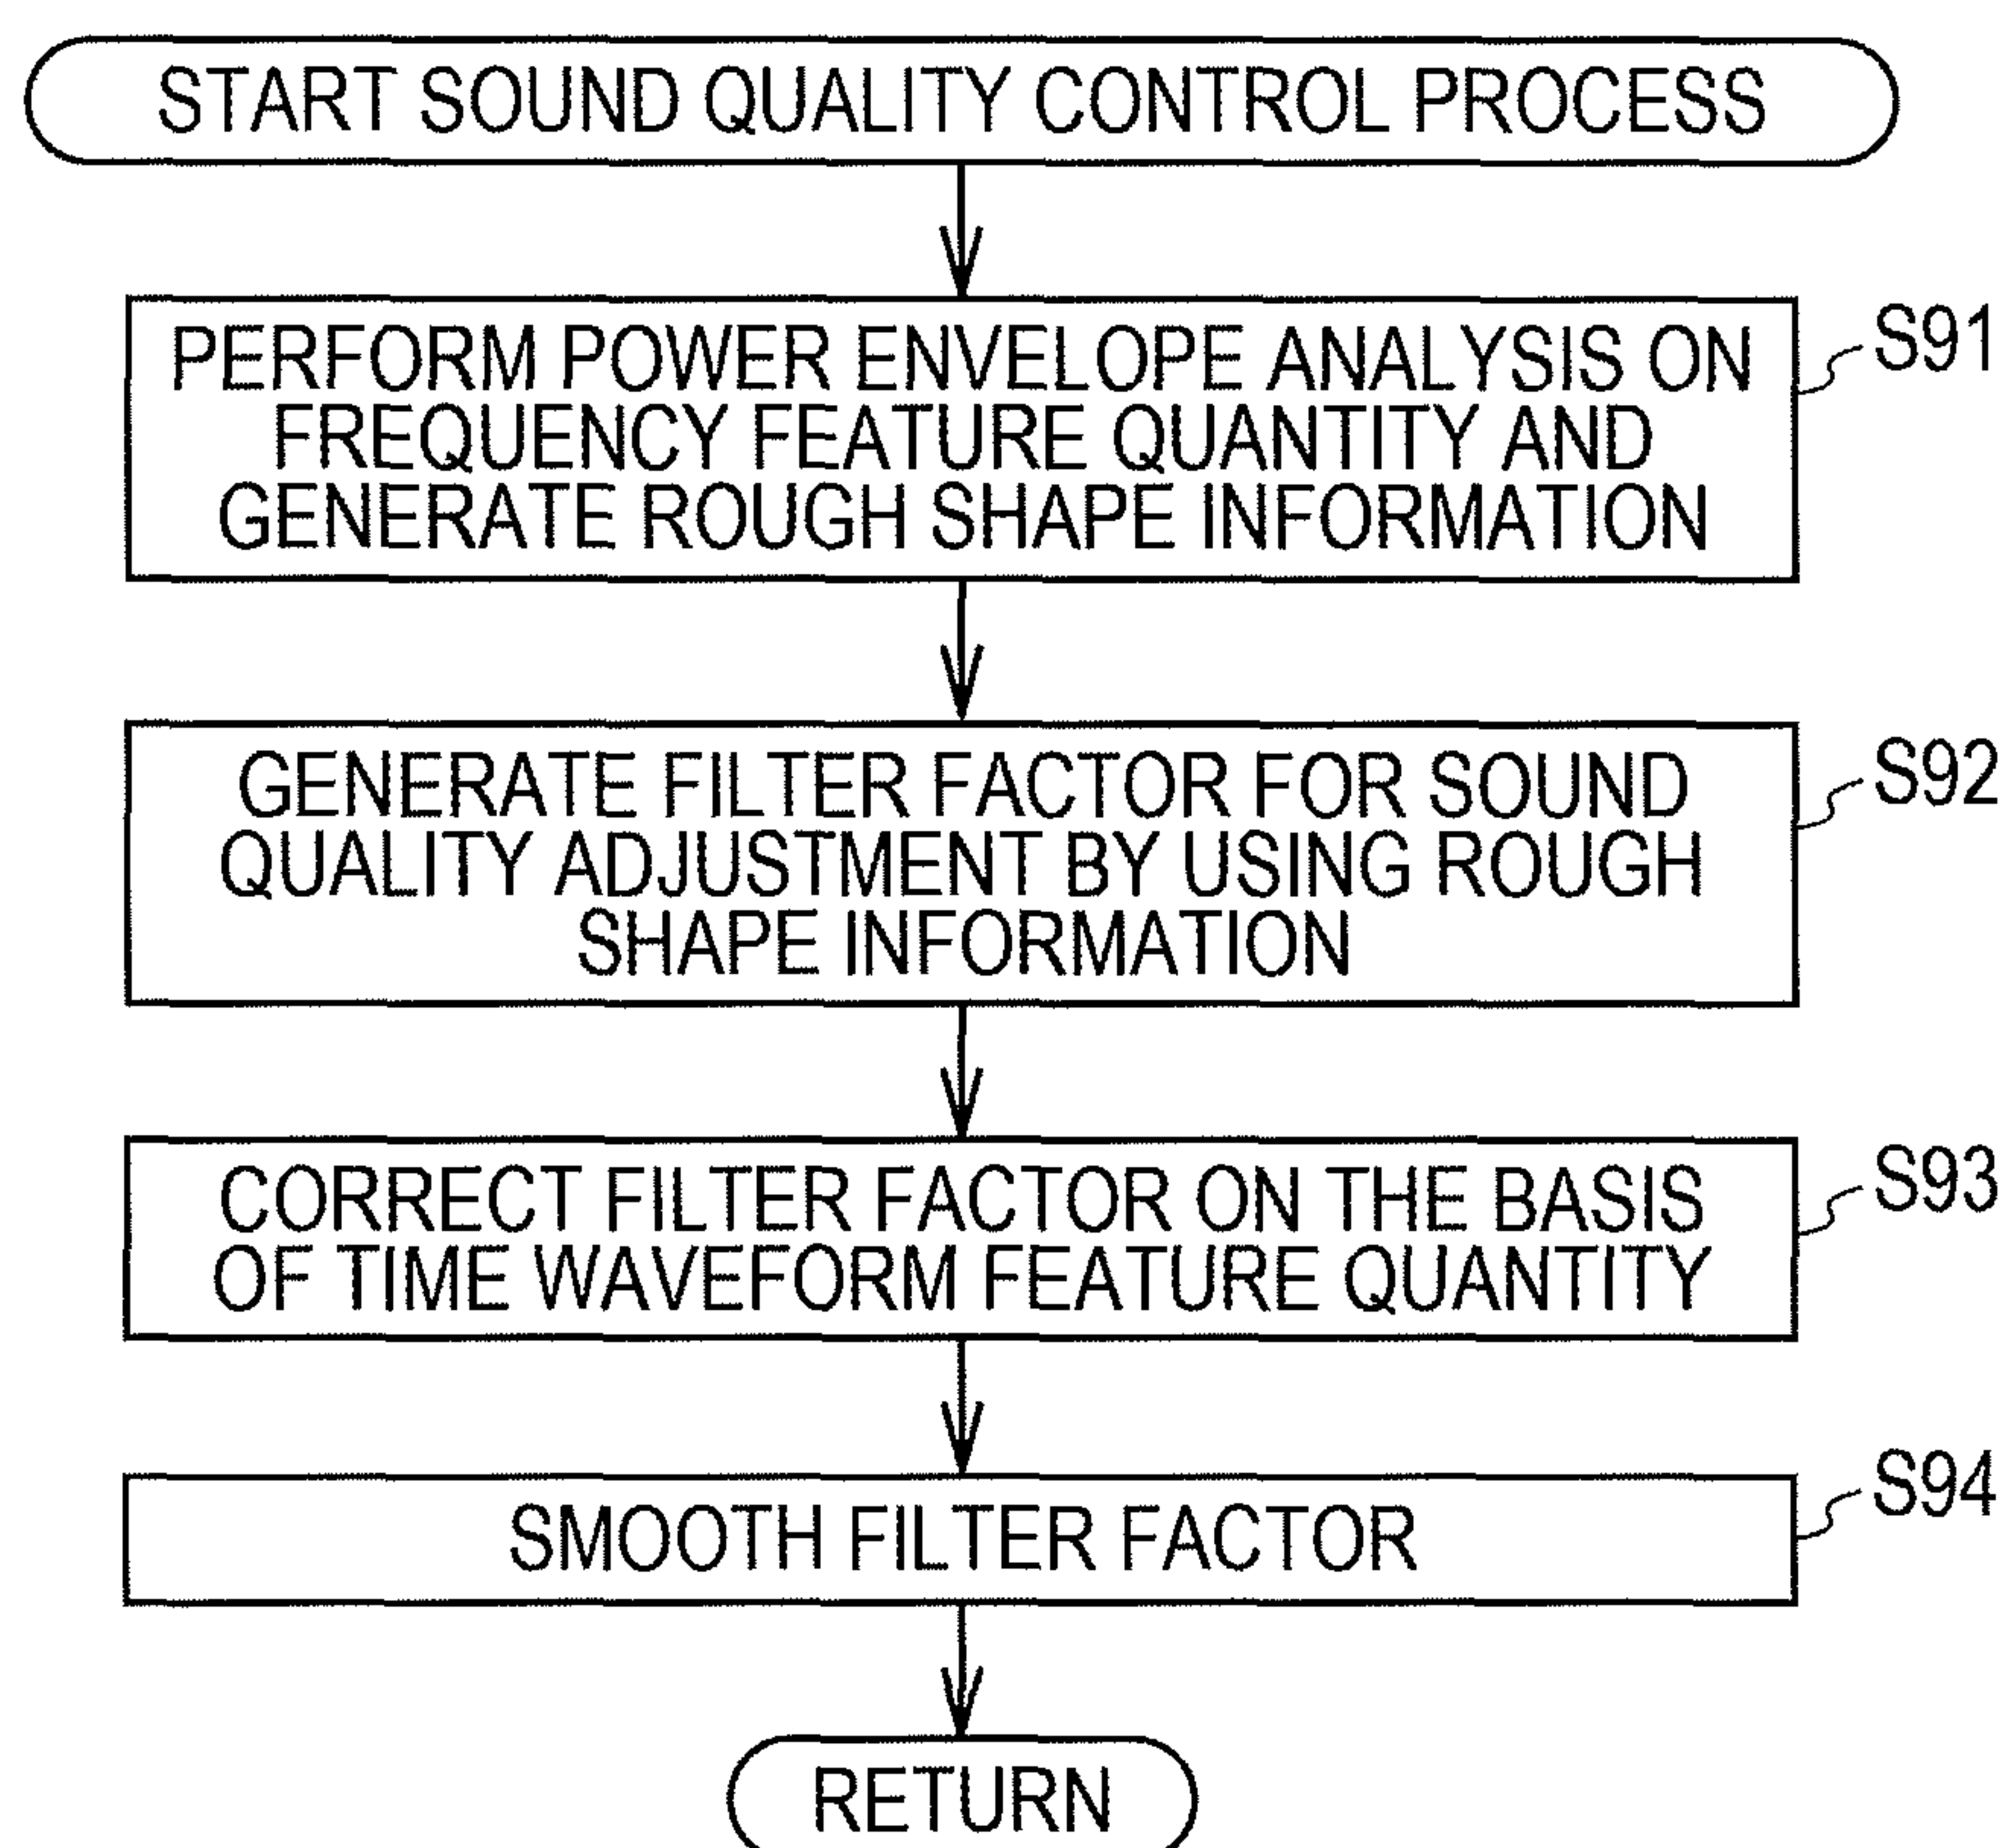 START SOUND QUALITY CONTROL PROCESS
PERFORM POWER ENVELOPE ANALYSIS ON
FREQUENCY FEATURE QUANTITY AND
GENERATE ROUGH SHAPE INFORMATION
S91
GENERATE FILTER FACTOR FOR SOUND
QUALITY ADJUSTMENT BY USING ROUGH
SHAPE INFORMATION
S92
CORRECT FILTER FACTOR ON THE BASIS
OF TIME WAVEFORM FEATURE QUANTITY
S93
SMOOTH FILTER FACTOR
S94
RETURN